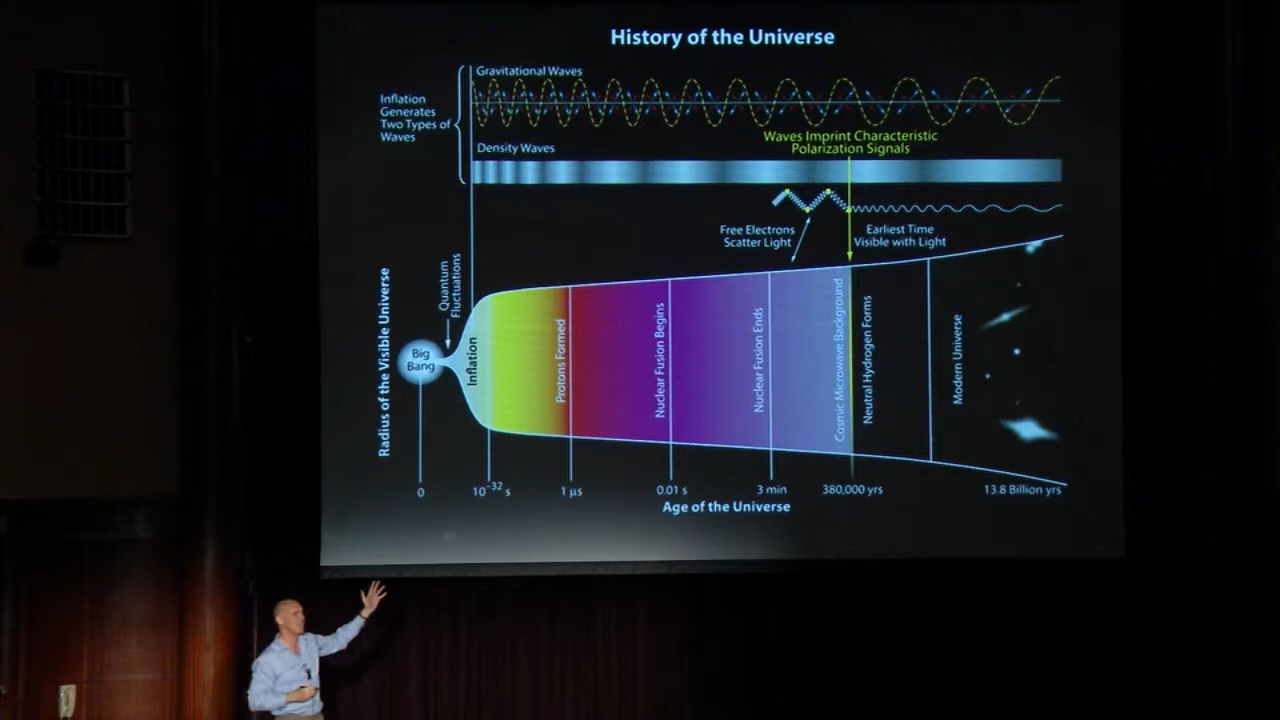 History of the Universe
Gravitational Waves
Inflation
Generates
Two Types of
Waves
Waves Imprint Characteristic
Polarization Signals
Density Waves
Free Electrons
Scatter Light
Earliest Time
Visible with Light
Radius of the Visible Universe
Quantum
Fluctuations
Big
Bang
Inflation
Protons Formed
Nuclear Fusion Begins
Nuclear Fusion Ends
Cosmic Microwave Background
Neutral Hydrogen Forms
Modern Universe
0
10⁻³² s
1 µs
0.01 s
3 min
380,000 yrs
13.8 Billion yrs
Age of the Universe